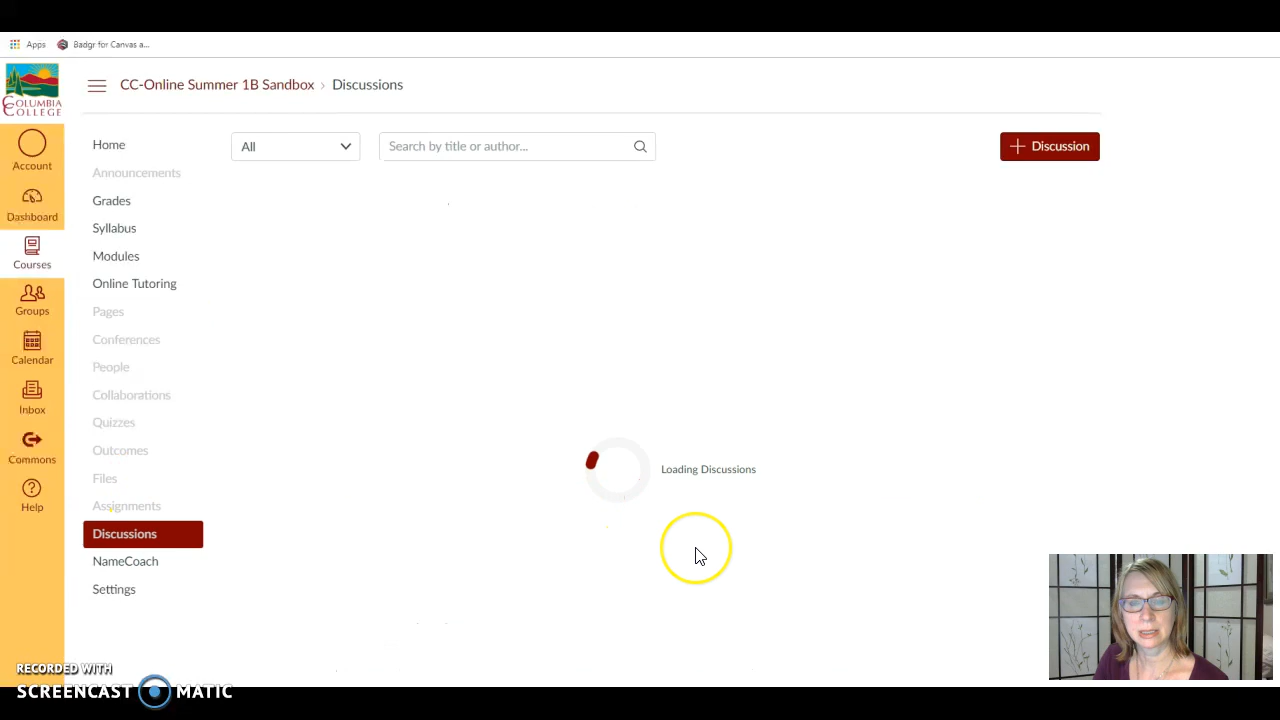 Apps
Badgr for Canvas a...
COLUMBIA
COLLEGE
CC-Online Summer 1B Sandbox › Discussions
Account
Dashboard
Courses
Groups
Calendar
Inbox
Commons
Help
Home
Announcements
Grades
Syllabus
Modules
Online Tutoring
Pages
Conferences
People
Collaborations
Quizzes
Outcomes
Files
Assignments
Discussions
NameCoach
Settings
All
Search by title or author...
Discussion
Loading Discussions
RECORDED WITH
SCREENCAST MATIC